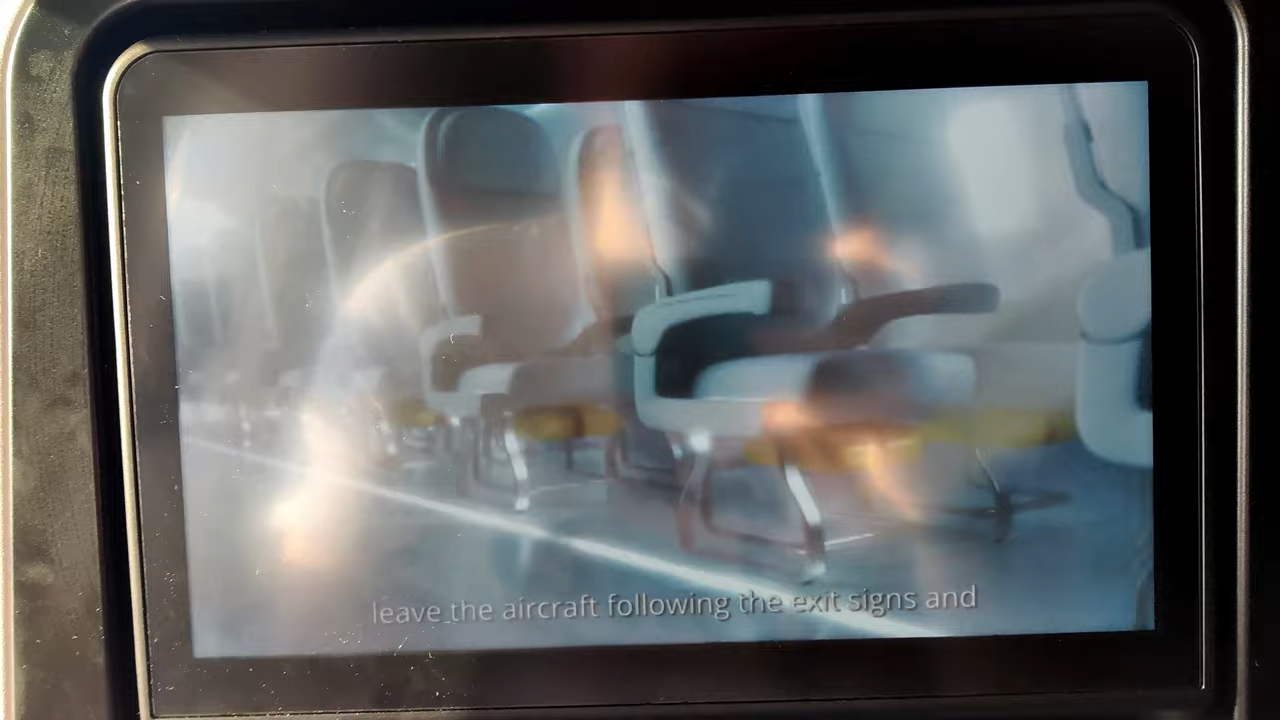 leave the aircraft following the exit signs and